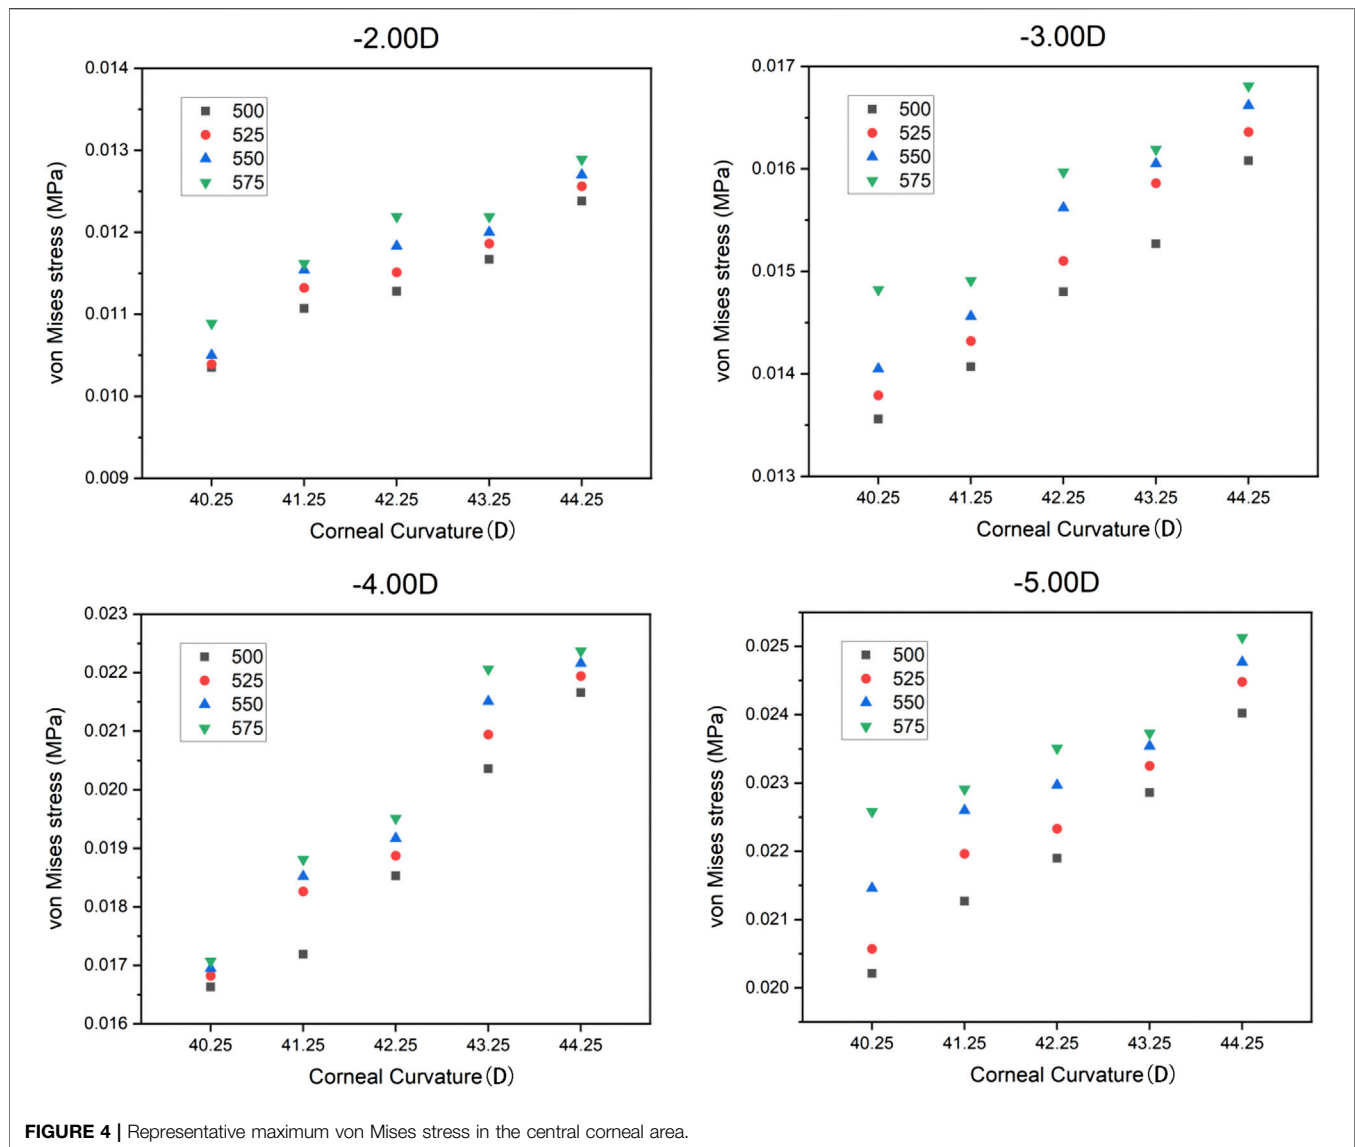 -2.00D
0.014
0.013
0.012
0.011
0.010
0.009
von Mises stress (MPa)
500
525
550
575
40.25 41.25 42.25 43.25 44.25
Corneal Curvature(D)
-3.00D
0.017
0.016
0.015
0.014
0.013
von Mises stress (MPa)
500
525
550
575
40.25 41.25 42.25 43.25 44.25
Corneal Curvature(D)
-4.00D
0.023
0.022
0.021
0.020
0.019
0.018
0.017
0.016
von Mises stress (MPa)
500
525
550
575
40.25 41.25 42.25 43.25 44.25
Corneal Curvature(D)
-5.00D
0.025
0.024
0.023
0.022
0.021
0.020
von Mises stress (MPa)
500
525
550
575
40.25 41.25 42.25 43.25 44.25
Corneal Curvature(D)
FIGURE 4 | Representative maximum von Mises stress in the central corneal area.